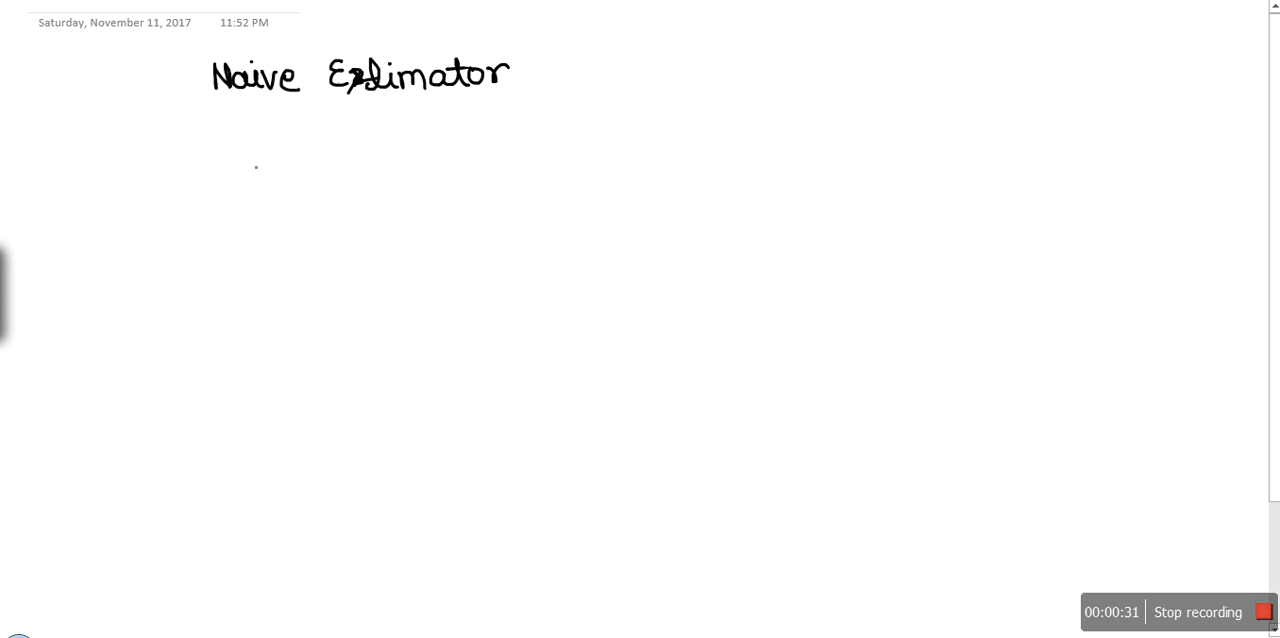 Saturday, November 11, 2017 11:52 PM
Naive Estimator
00:00:31 Stop recording